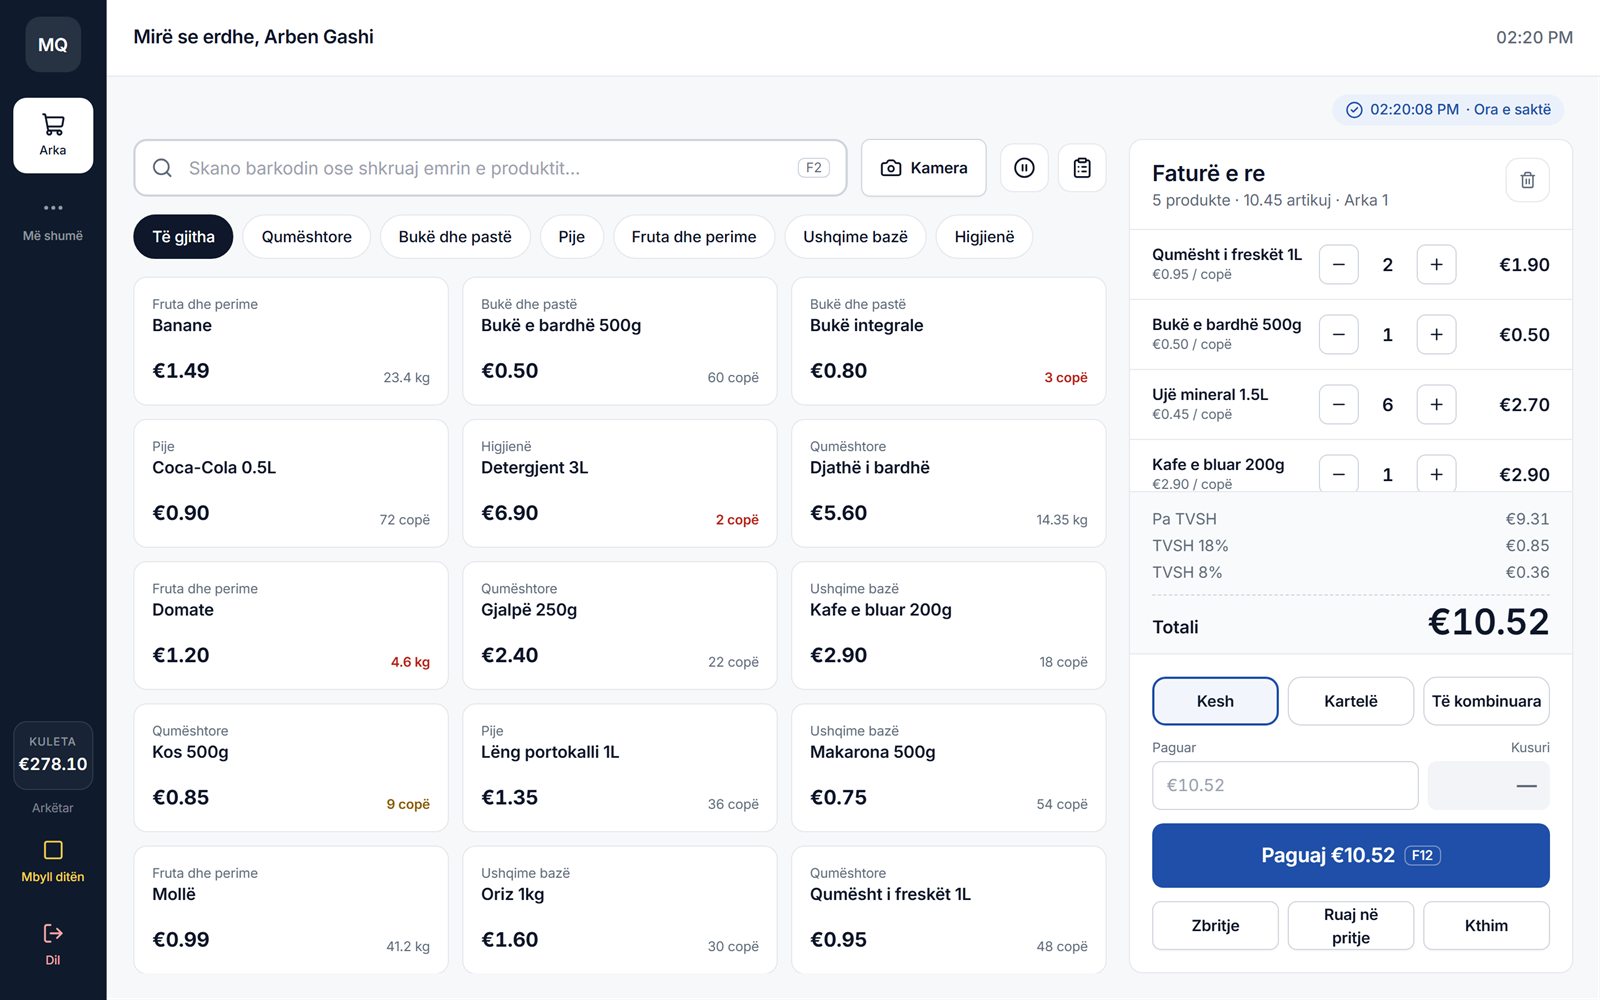 MQ
Arka
Më shumë
KULETA
€278.10
Arkëtar
Mbyll ditën
Dil
Mirë se erdhe, Arben Gashi
02:20 PM
02:20:08 PM · Ora e saktë
Skano barkodin ose shkruaj emrin e produktit...
F2
Kamera
Të gjitha
Qumështore
Bukë dhe pastë
Pije
Fruta dhe perime
Ushqime bazë
Higjienë
Fruta dhe perime
Banane
€1.49
23.4 kg
Bukë dhe pastë
Bukë e bardhë 500g
€0.50
60 copë
Bukë dhe pastë
Bukë integrale
€0.80
3 copë
Pije
Coca-Cola 0.5L
€0.90
72 copë
Higjienë
Detergjent 3L
€6.90
2 copë
Qumështore
Djathë i bardhë
€5.60
14.35 kg
Fruta dhe perime
Domate
€1.20
4.6 kg
Qumështore
Gjalpë 250g
€2.40
22 copë
Ushqime bazë
Kafe e bluar 200g
€2.90
18 copë
Qumështore
Kos 500g
€0.85
9 copë
Pije
Lëng portokalli 1L
€1.35
36 copë
Ushqime bazë
Makarona 500g
€0.75
54 copë
Fruta dhe perime
Mollë
€0.99
41.2 kg
Ushqime bazë
Oriz 1kg
€1.60
30 copë
Qumështore
Qumësht i freskët 1L
€0.95
48 copë
Faturë e re
5 produkte · 10.45 artikuj · Arka 1
Qumësht i freskët 1L
€0.95 / copë
− 2 + €1.90
Bukë e bardhë 500g
€0.50 / copë
− 1 + €0.50
Ujë mineral 1.5L
€0.45 / copë
− 6 + €2.70
Kafe e bluar 200g
€2.90 / copë
− 1 + €2.90
Pa TVSH €9.31
TVSH 18% €0.85
TVSH 8% €0.36
Totali €10.52
Kesh
Kartelë
Të kombinuara
Paguar
Kusuri
€10.52
—
Paguaj €10.52 F12
Zbritje
Ruaj në
pritje
Kthim